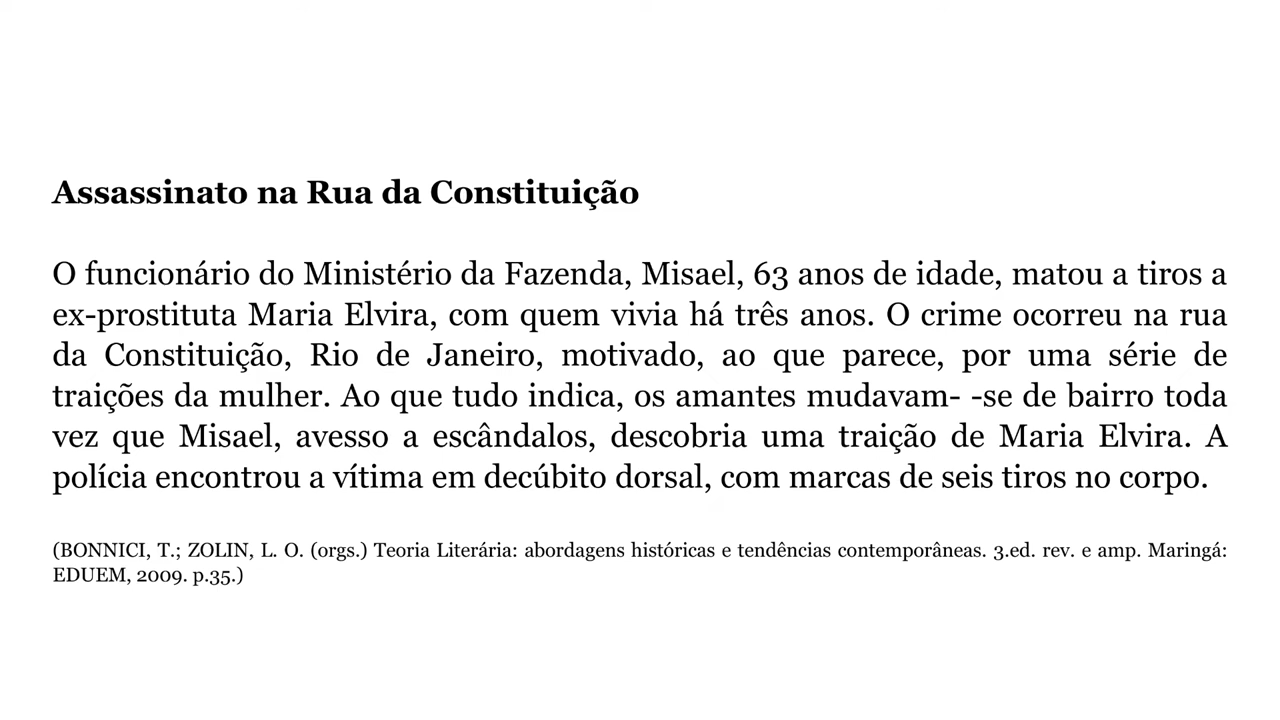 Assassinato na Rua da Constituição
O funcionário do Ministério da Fazenda, Misael, 63 anos de idade, matou a tiros a
ex-prostituta Maria Elvira, com quem vivia há três anos. O crime ocorreu na rua
da Constituição, Rio de Janeiro, motivado, ao que parece, por uma série de
traições da mulher. Ao que tudo indica, os amantes mudavam- -se de bairro toda
vez que Misael, avesso a escândalos, descobria uma traição de Maria Elvira. A
polícia encontrou a vítima em decúbito dorsal, com marcas de seis tiros no corpo.
(BONNICI, T.; ZOLIN, L. O. (orgs.) Teoria Literária: abordagens históricas e tendências contemporâneas. 3.ed. rev. e amp. Maringá:
EDUEM, 2009. p.35.)